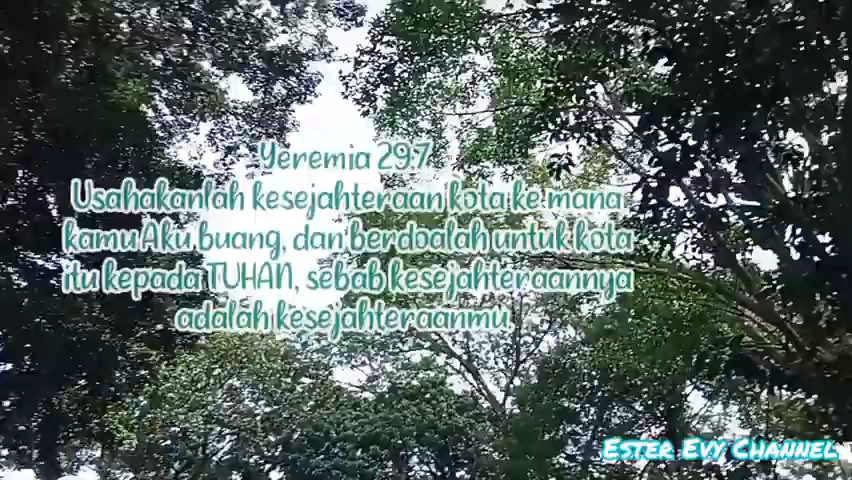 Yeremia 29:7
Usahakanlah kesejahteraan kota ke mana
kamu Aku buang, dan berdoalah untuk kota
itu kepada TUHAN, sebab kesejahteraannya
adalah kesejahteraanmu.
Ester Evy Channel